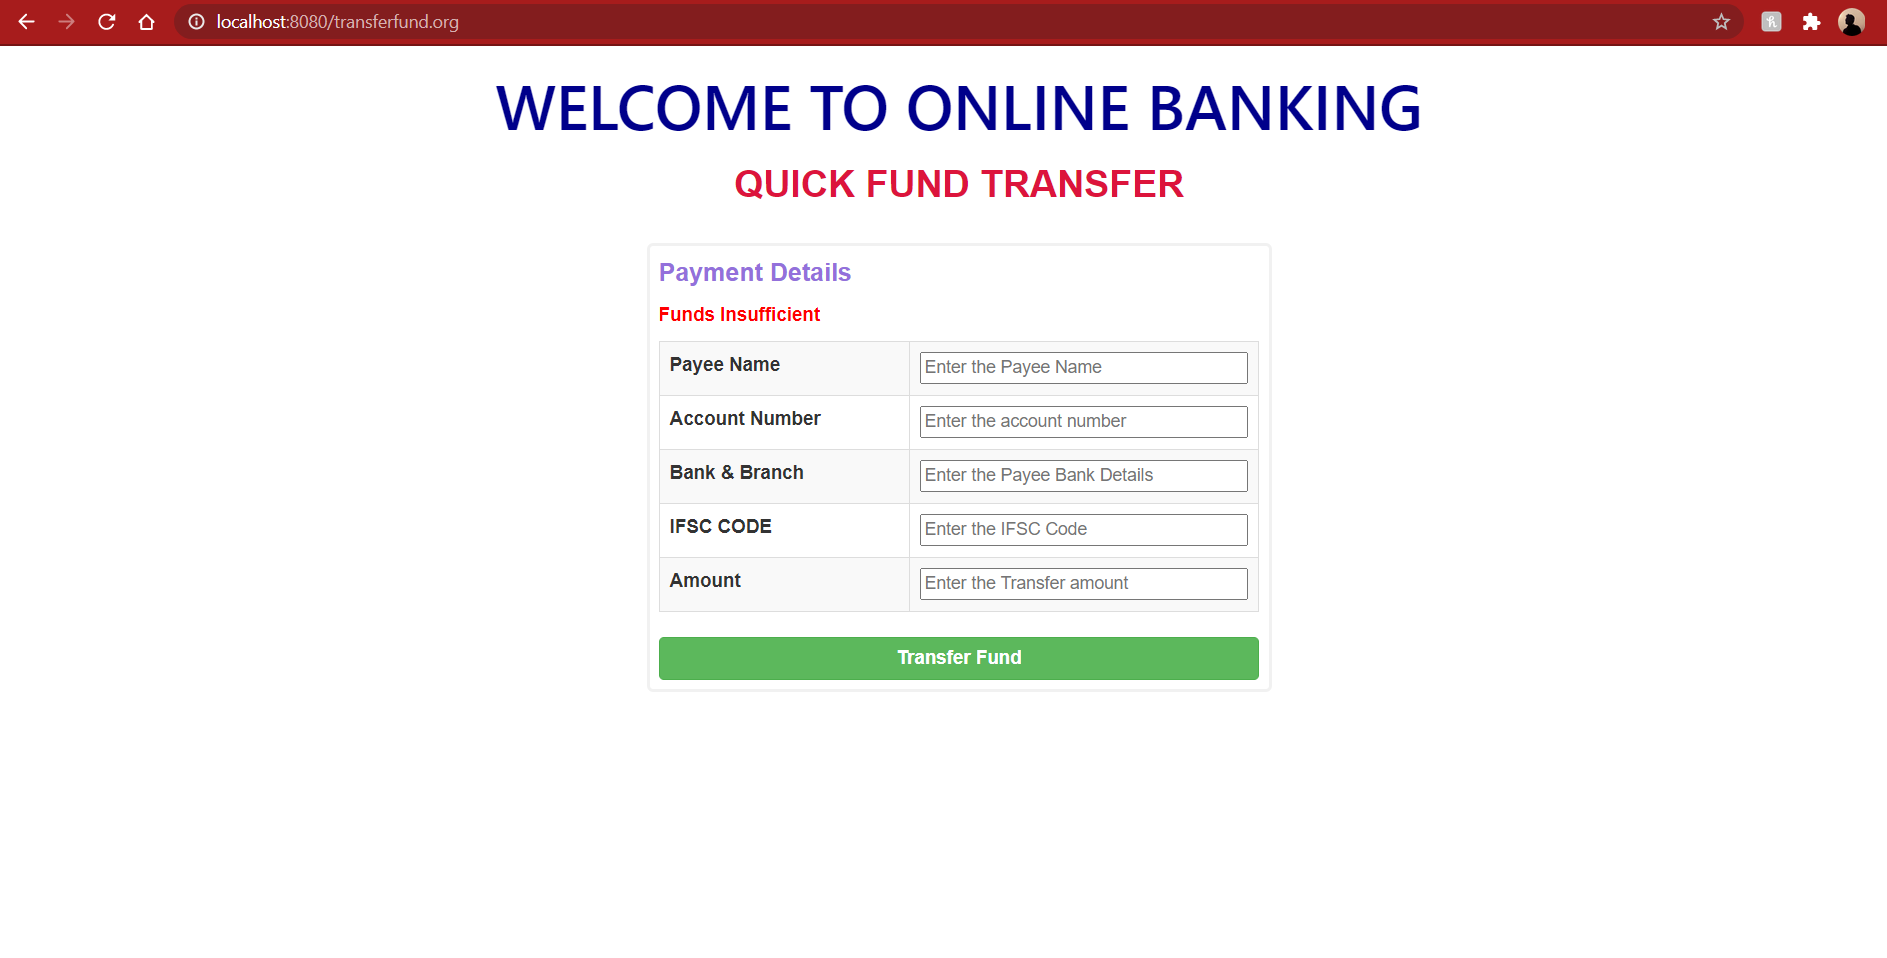 localhost:8080/transferfund.org
WELCOME TO ONLINE BANKING
QUICK FUND TRANSFER
Payment Details
Funds Insufficient
Payee Name Enter the Payee Name
Account Number Enter the account number
Bank & Branch Enter the Payee Bank Details
IFSC CODE Enter the IFSC Code
Amount Enter the Transfer amount
Transfer Fund